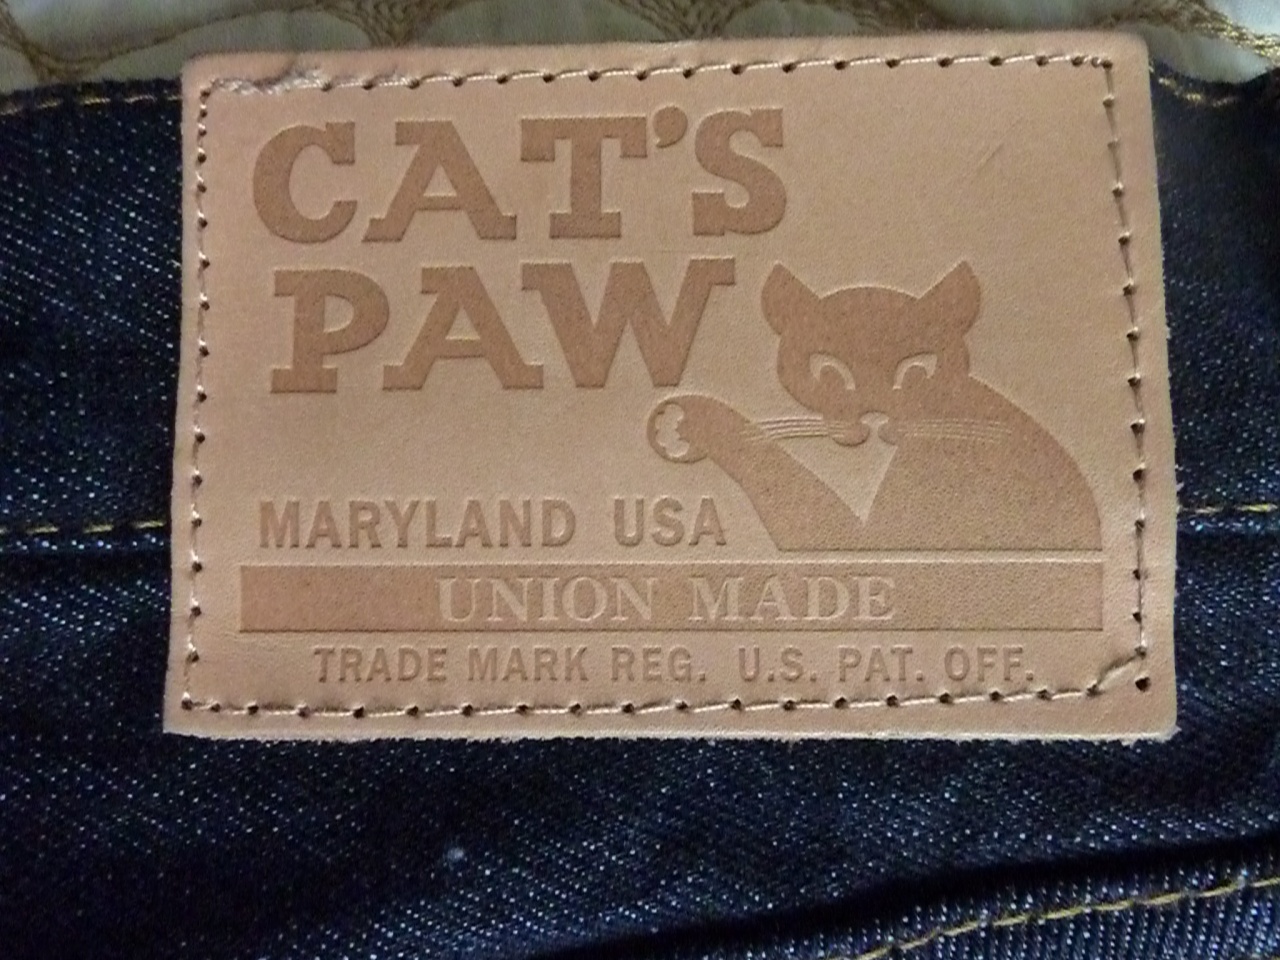 CAT'S
PAW
MARYLAND USA
UNION MADE
TRADE MARK REG. U.S. PAT. OFF.